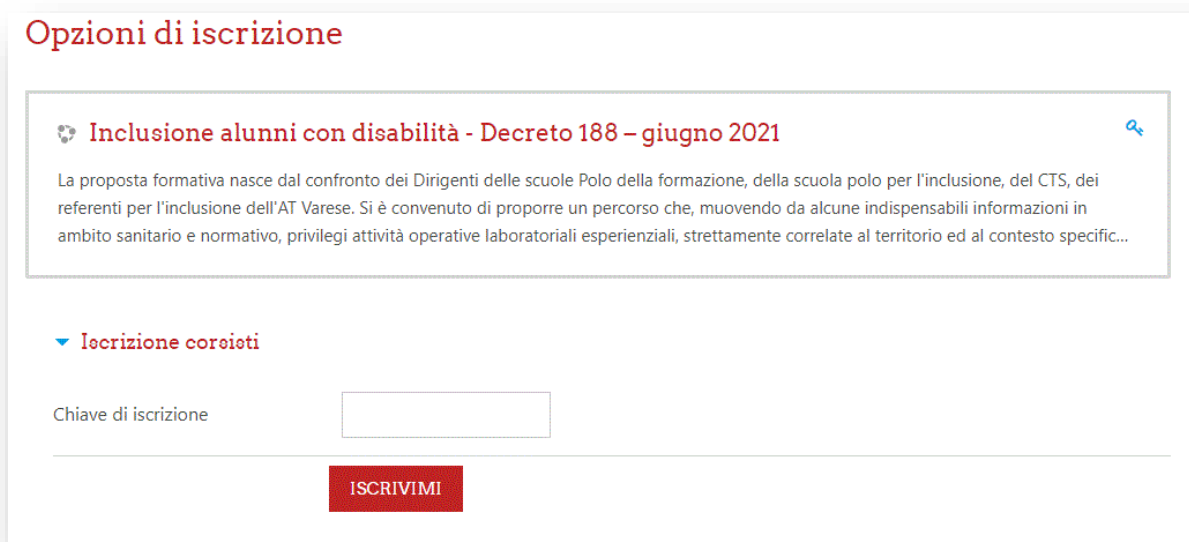 Opzioni di iscrizione
Inclusione alunni con disabilità - Decreto 188 – giugno 2021
La proposta formativa nasce dal confronto dei Dirigenti delle scuole Polo della formazione, della scuola polo per l'inclusione, del CTS, dei
referenti per l'inclusione dell'AT Varese. Si è convenuto di proporre un percorso che, muovendo da alcune indispensabili informazioni in
ambito sanitario e normativo, privilegi attività operative laboratoriali esperienziali, strettamente correlate al territorio ed al contesto specific...
Iscrizione corsisti
Chiave di iscrizione
ISCRIVIMI